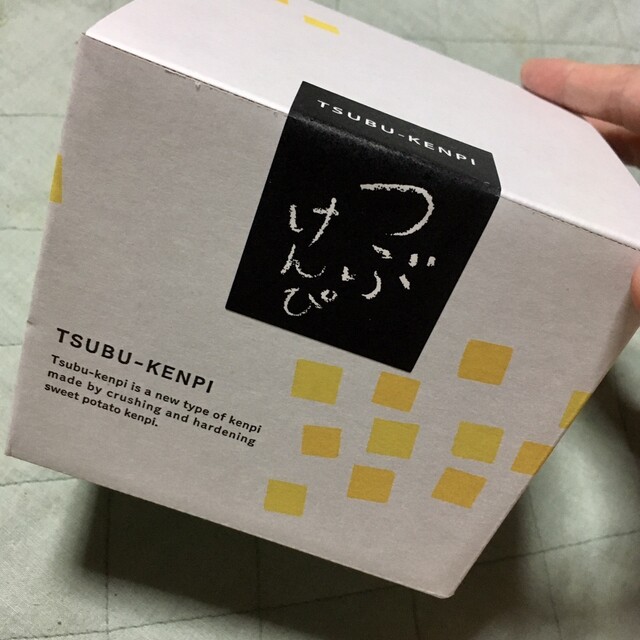 TSUBU-KENPI
つぶ
けんぴ
TSUBU-KENPI
Tsubu-kenpi is a new type of kenpi
made by crushing and hardening
sweet potato kenpi.